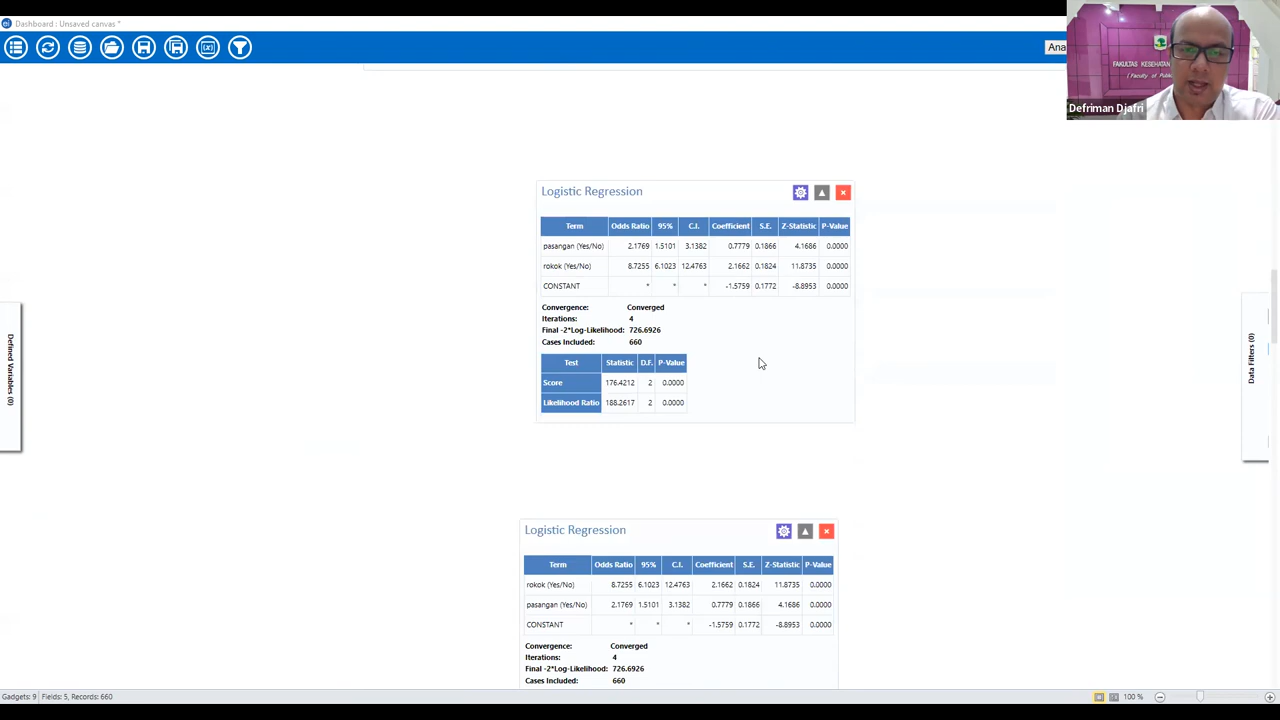 Dashboard : Unsaved canvas *
Ana
FAKULTAS KESEHATAN
(Faculty of Publ
Defriman Djafri
Logistic Regression
Term Odds Ratio 95% C.I. Coefficient S.E. Z-Statistic P-Value
pasangan (Yes/No) 2.1769 1.5101 3.1382 0.7779 0.1866 4.1686 0.0000
rokok (Yes/No) 8.7255 6.1023 12.4763 2.1662 0.1824 11.8735 0.0000
CONSTANT * * * -1.5759 0.1772 -8.8953 0.0000
Convergence: Converged
Iterations: 4
Final -2*Log-Likelihood: 726.6926
Cases Included: 660
Test Statistic D.F. P-Value
Score 176.4212 2 0.0000
Likelihood Ratio 188.2617 2 0.0000
Defined Variables (0)
Data Filters (0)
Logistic Regression
Term Odds Ratio 95% C.I. Coefficient S.E. Z-Statistic P-Value
rokok (Yes/No) 8.7255 6.1023 12.4763 2.1662 0.1824 11.8735 0.0000
pasangan (Yes/No) 2.1769 1.5101 3.1382 0.7779 0.1866 4.1686 0.0000
CONSTANT * * * -1.5759 0.1772 -8.8953 0.0000
Convergence: Converged
Iterations: 4
Final -2*Log-Likelihood: 726.6926
Cases Included: 660
Gadgets: 9 Fields: 5, Records: 660
100 %